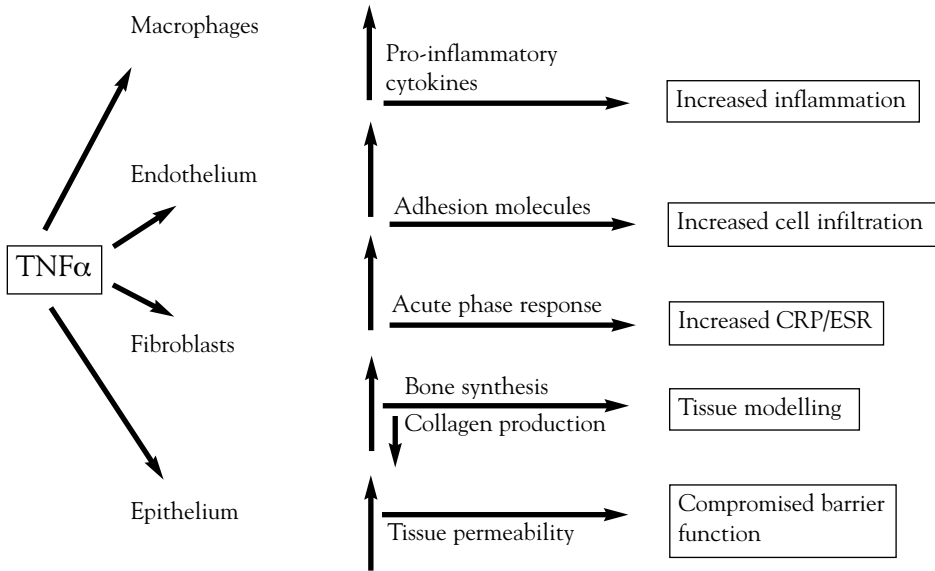 Macrophages
Pro-inflammatory
cytokines
Increased inflammation
Endothelium
Adhesion molecules
Increased cell infiltration
TNFα
Acute phase response
Increased CRP/ESR
Fibroblasts
Bone synthesis
Collagen production
Tissue modelling
Epithelium
Tissue permeability
Compromised barrier
function